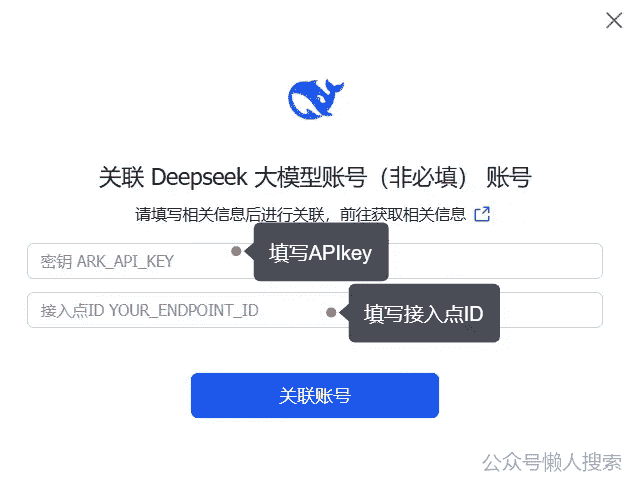 关联 Deepseek 大模型账号（非必填） 账号
请填写相关信息后进行关联，前往获取相关信息
密钥 ARK_API_KEY
填写APIkey
接入点ID YOUR_ENDPOINT_ID
填写接入点ID
关联账号
公众号懒人搜索